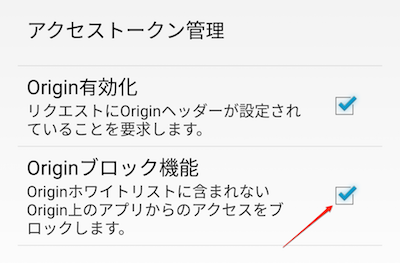 アクセストークン管理
Origin有効化
リクエストにOriginヘッダーが設定され
ていることを要求します。
Originブロック機能
Originホワイトリストに含まれない
Origin上のアプリからのアクセスをブ
ロックします。